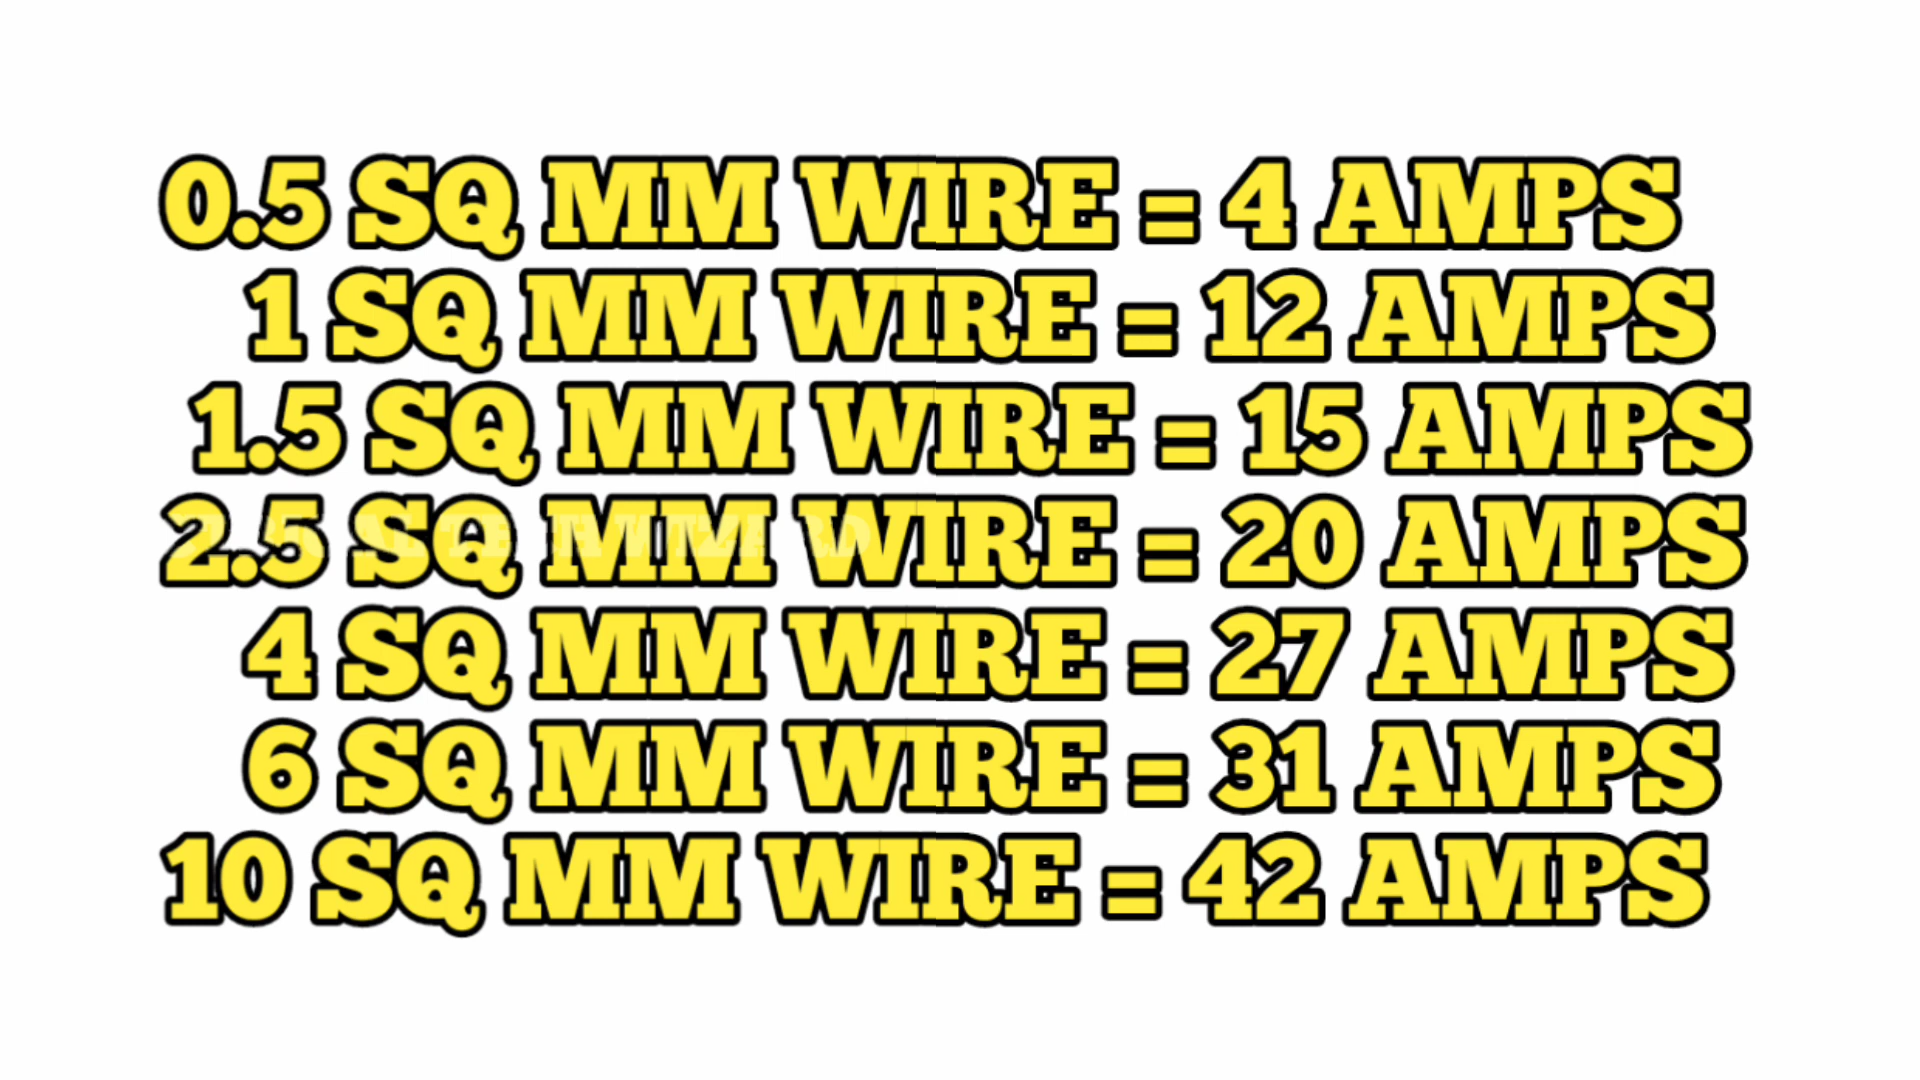 0.5 SQ MM WIRE = 4 AMPS
1 SQ MM WIRE = 12 AMPS
1.5 SQ MM WIRE = 15 AMPS
2.5 SQ MM WIRE = 20 AMPS
4 SQ MM WIRE = 27 AMPS
6 SQ MM WIRE = 31 AMPS
10 SQ MM WIRE = 42 AMPS